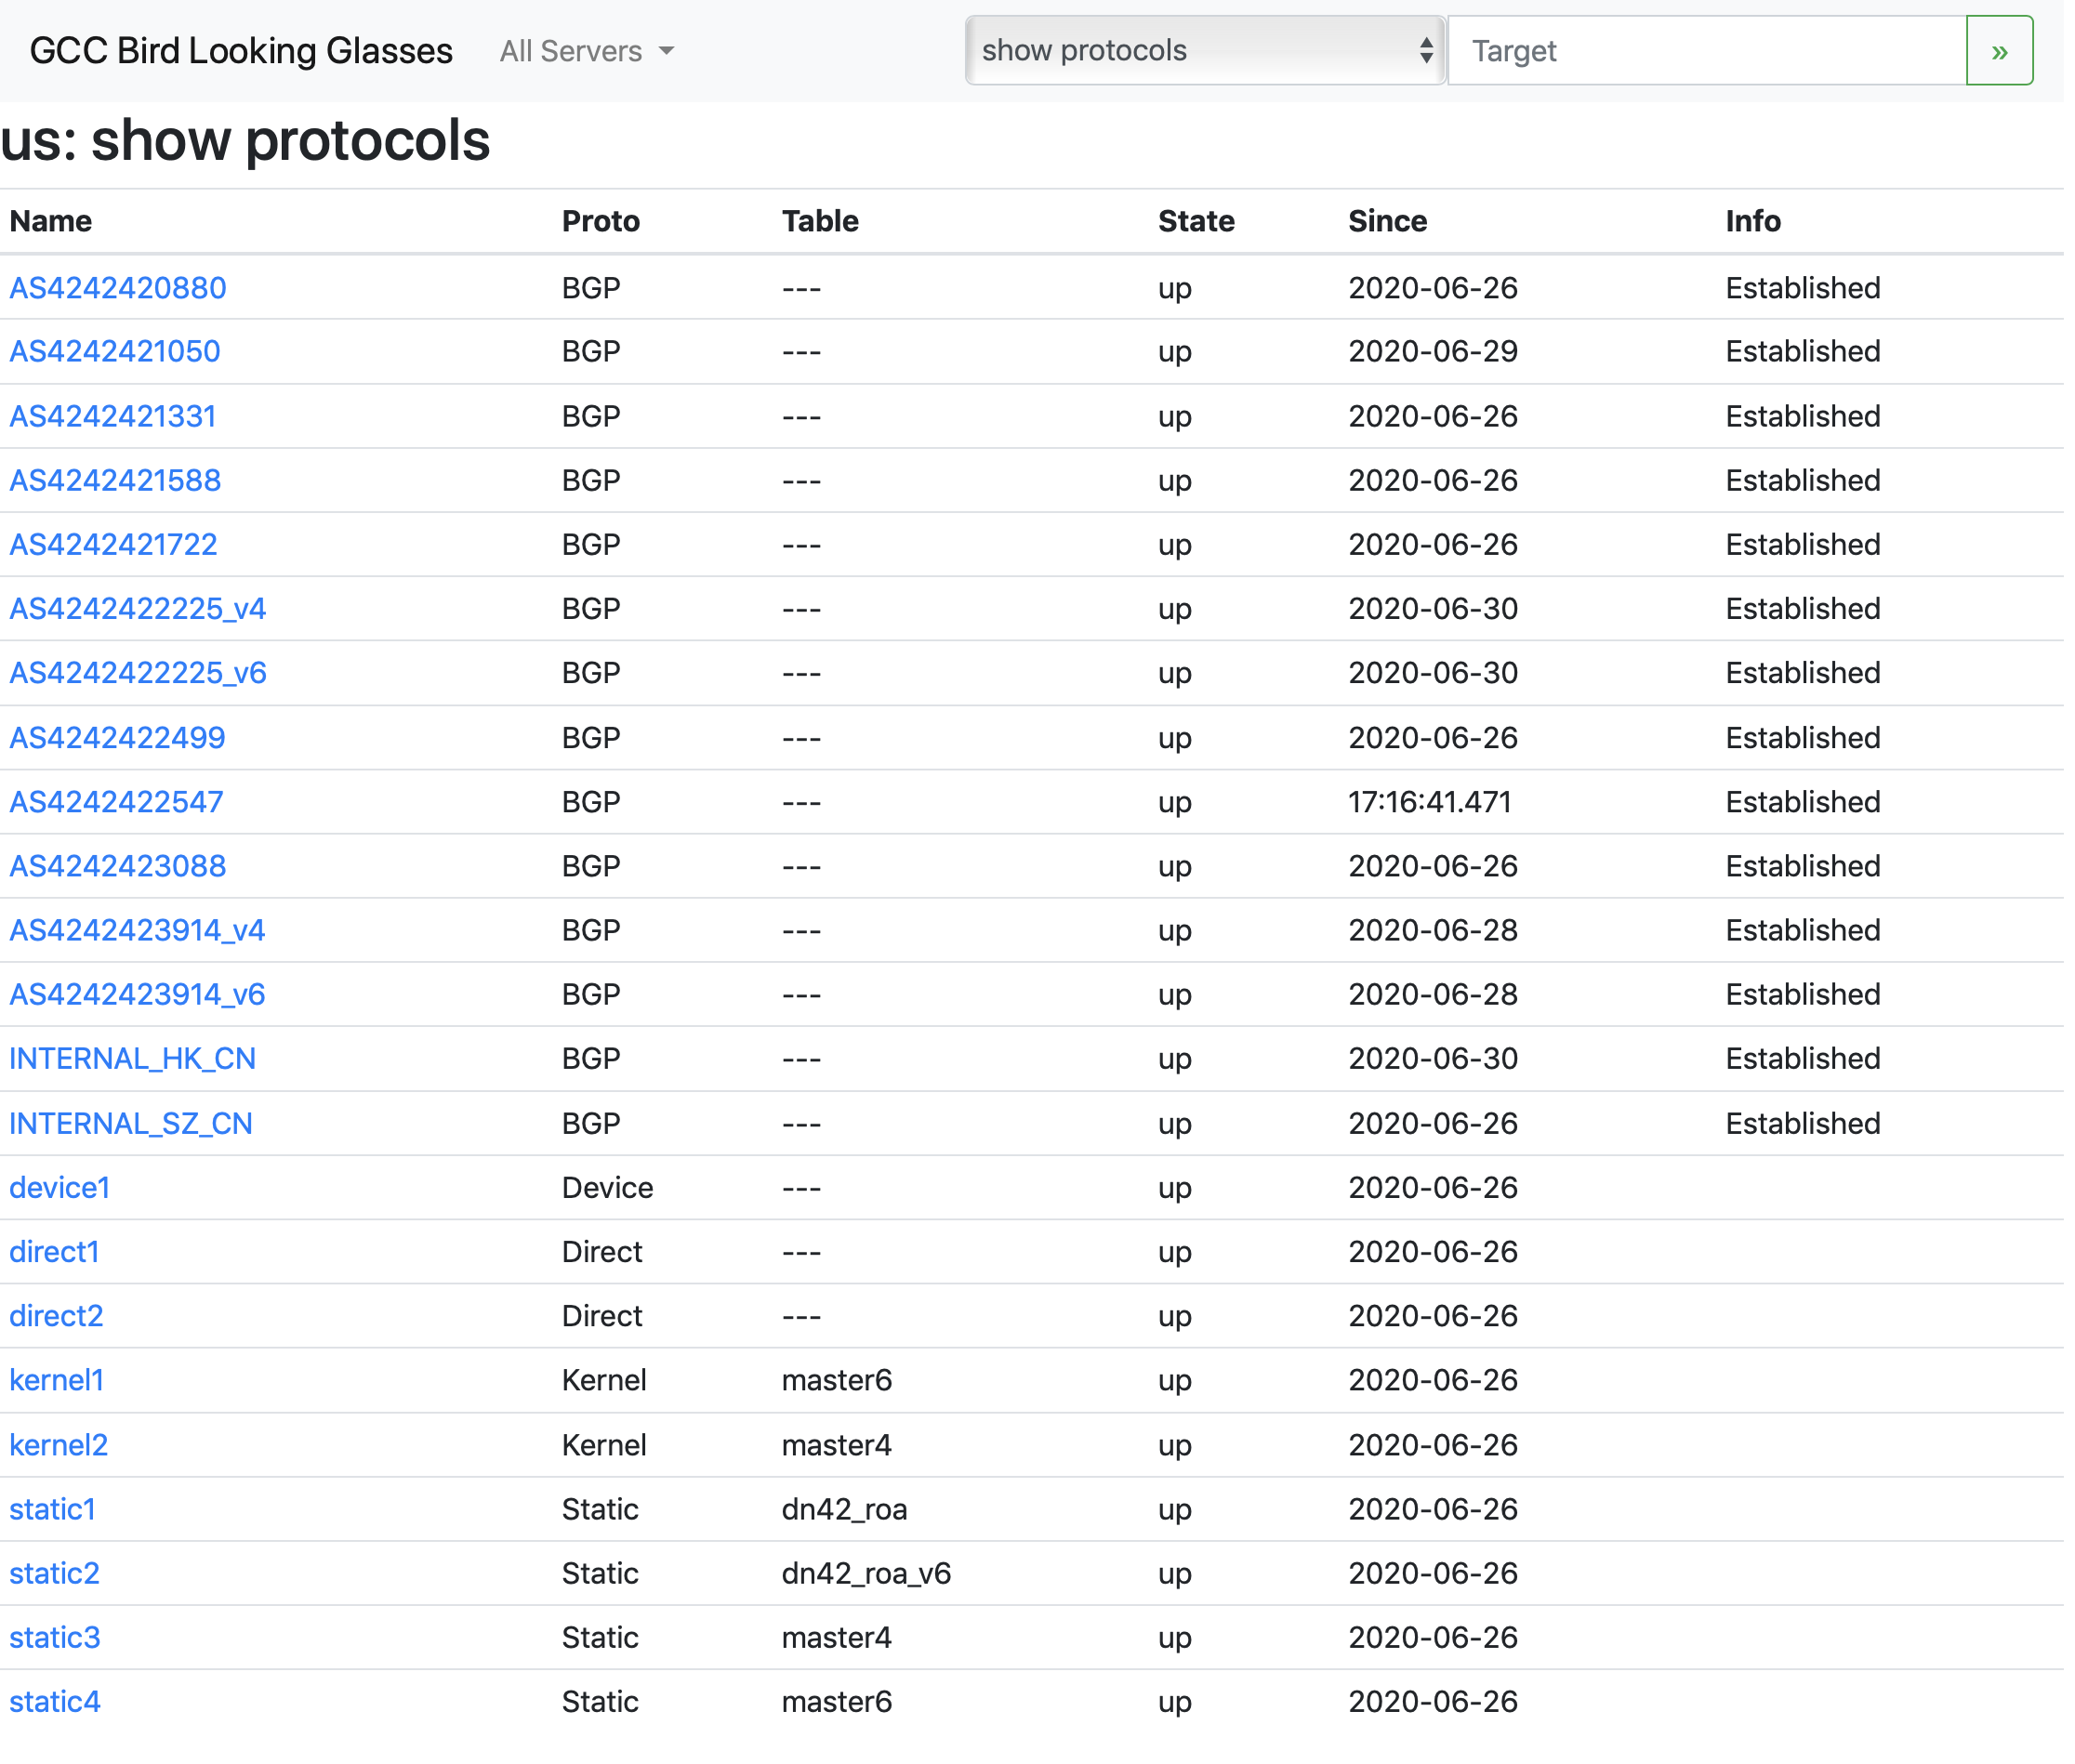 GCC Bird Looking Glasses All Servers show protocols Target »
us: show protocols
Name Proto Table State Since Info
AS4242420880 BGP --- up 2020-06-26 Established
AS4242421050 BGP --- up 2020-06-29 Established
AS4242421331 BGP --- up 2020-06-26 Established
AS4242421588 BGP --- up 2020-06-26 Established
AS4242421722 BGP --- up 2020-06-26 Established
AS4242422225_v4 BGP --- up 2020-06-30 Established
AS4242422225_v6 BGP --- up 2020-06-30 Established
AS4242422499 BGP --- up 2020-06-26 Established
AS4242422547 BGP --- up 17:16:41.471 Established
AS4242423088 BGP --- up 2020-06-26 Established
AS4242423914_v4 BGP --- up 2020-06-28 Established
AS4242423914_v6 BGP --- up 2020-06-28 Established
INTERNAL_HK_CN BGP --- up 2020-06-30 Established
INTERNAL_SZ_CN BGP --- up 2020-06-26 Established
device1 Device --- up 2020-06-26
direct1 Direct --- up 2020-06-26
direct2 Direct --- up 2020-06-26
kernel1 Kernel master6 up 2020-06-26
kernel2 Kernel master4 up 2020-06-26
static1 Static dn42_roa up 2020-06-26
static2 Static dn42_roa_v6 up 2020-06-26
static3 Static master4 up 2020-06-26
static4 Static master6 up 2020-06-26